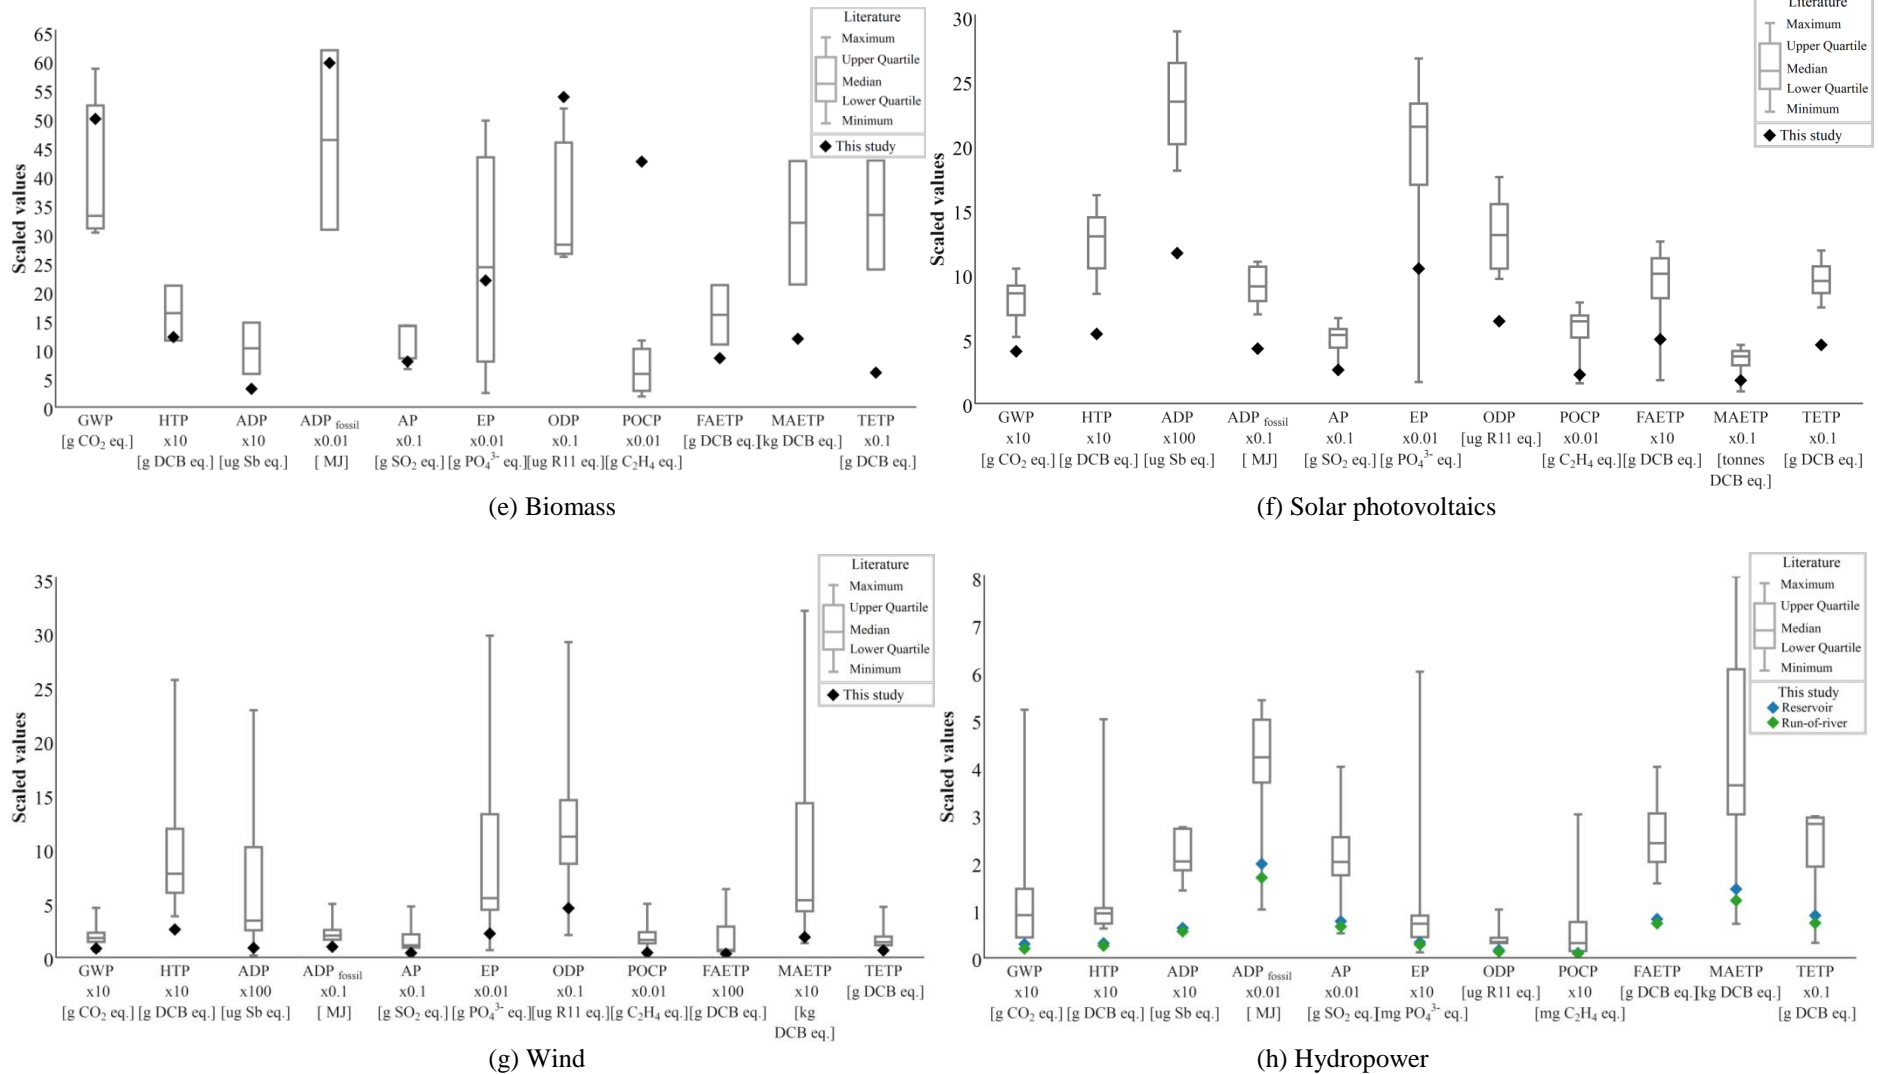 Literature
Maximum
Upper Quartile
Median
Lower Quartile
Minimum
This study
Scaled values
65
60
55
50
45
40
35
30
25
20
15
10
5
0
GWP HTP ADP ADP fossil AP EP ODP POCP FAETP MAETP TETP
[g CO₂ eq.] x10 x10 x0.01 x0.1 x0.01 x0.1 x0.01 [g DCB eq.] [kg DCB eq.] x0.1
[g DCB eq.] [ug Sb eq.] [ MJ] [g SO₂ eq.] [g PO₄³⁻ eq.] [ug R11 eq.] [g C₂H₄ eq.] [g DCB eq.]
(e) Biomass
Literature
Maximum
Upper Quartile
Median
Lower Quartile
Minimum
This study
Scaled values
30
25
20
15
10
5
0
GWP HTP ADP ADP fossil AP EP ODP POCP FAETP MAETP TETP
x10 x10 x100 x0.1 x0.1 x0.01 [ug R11 eq.] x0.01 x10 x0.1 x0.1
[g CO₂ eq.] [g DCB eq.] [ug Sb eq.] [ MJ] [g SO₂ eq.] [g PO₄³⁻ eq.] [g C₂H₄ eq.] [g DCB eq.] [tonnes [g DCB eq.]
DCB eq.]
(f) Solar photovoltaics
Literature
Maximum
Upper Quartile
Median
Lower Quartile
Minimum
This study
Scaled values
35
30
25
20
15
10
5
0
GWP HTP ADP ADP fossil AP EP ODP POCP FAETP MAETP TETP
x10 x10 x100 x0.1 x0.1 x0.01 x0.1 x0.01 x100 x10 [g DCB eq.]
[g CO₂ eq.] [g DCB eq.] [ug Sb eq.] [ MJ] [g SO₂ eq.] [g PO₄³⁻ eq.] [ug R11 eq.] [g C₂H₄ eq.] [g DCB eq.] [kg
DCB eq.]
(g) Wind
Literature
Maximum
Upper Quartile
Median
Lower Quartile
Minimum
This study
Reservoir
Run-of-river
Scaled values
8
7
6
5
4
3
2
1
0
GWP HTP ADP ADP fossil AP EP ODP POCP FAETP MAETP TETP
x10 x10 x10 x0.01 x0.01 x10 [ug R11 eq.] x10 [g DCB eq.] [kg DCB eq.] x0.1
[g CO₂ eq.] [g DCB eq.] [ug Sb eq.] [ MJ] [g SO₂ eq.] [mg PO₄³⁻ eq.] [mg C₂H₄ eq.] [g DCB eq.]
(h) Hydropower